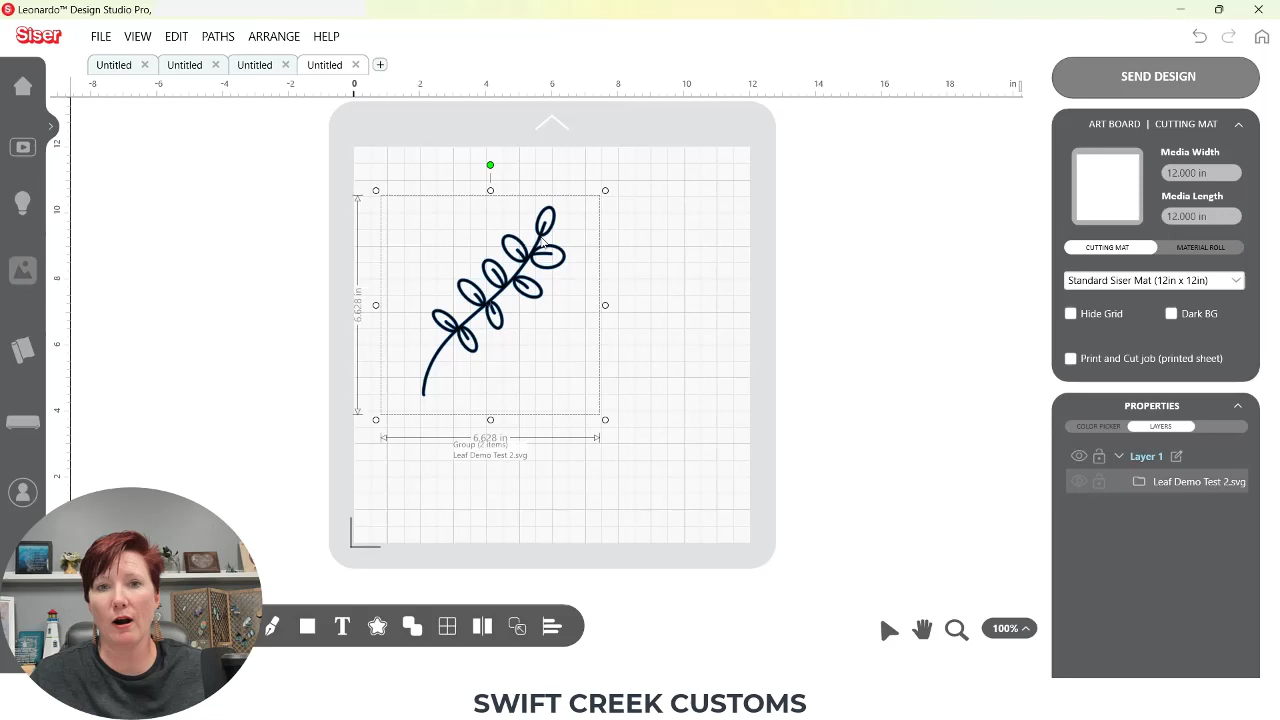 Leonardo™ Design Studio Pro,
Siser
FILE VIEW EDIT PATHS ARRANGE HELP
Untitled Untitled Untitled Untitled
-8 -6 -4 -2 0 2 4 6 8 10 12 14 16 18 in
12
10
8
6
4
2
6.628 in
6.628 in
Group (2 items)
Leaf Demo Test 2.svg
100%
SEND DESIGN
ART BOARD | CUTTING MAT
Media Width
12.000 in
Media Length
12.000 in
CUTTING MAT MATERIAL ROLL
Standard Siser Mat (12in x 12in)
Hide Grid Dark BG
Print and Cut job (printed sheet)
PROPERTIES
COLOR PICKER LAYERS
Layer 1
Leaf Demo Test 2.svg
SWIFT CREEK CUSTOMS